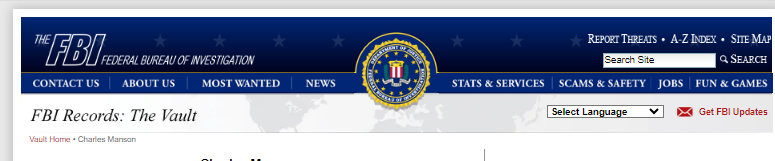 REPORT THREATS • A-Z INDEX • SITE MAP
THE FBI FEDERAL BUREAU OF INVESTIGATION
Search Site SEARCH
CONTACT US ABOUT US MOST WANTED NEWS STATS & SERVICES SCAMS & SAFETY JOBS FUN & GAMES
FBI Records: The Vault
Select Language Get FBI Updates
Vault Home • Charles Manson